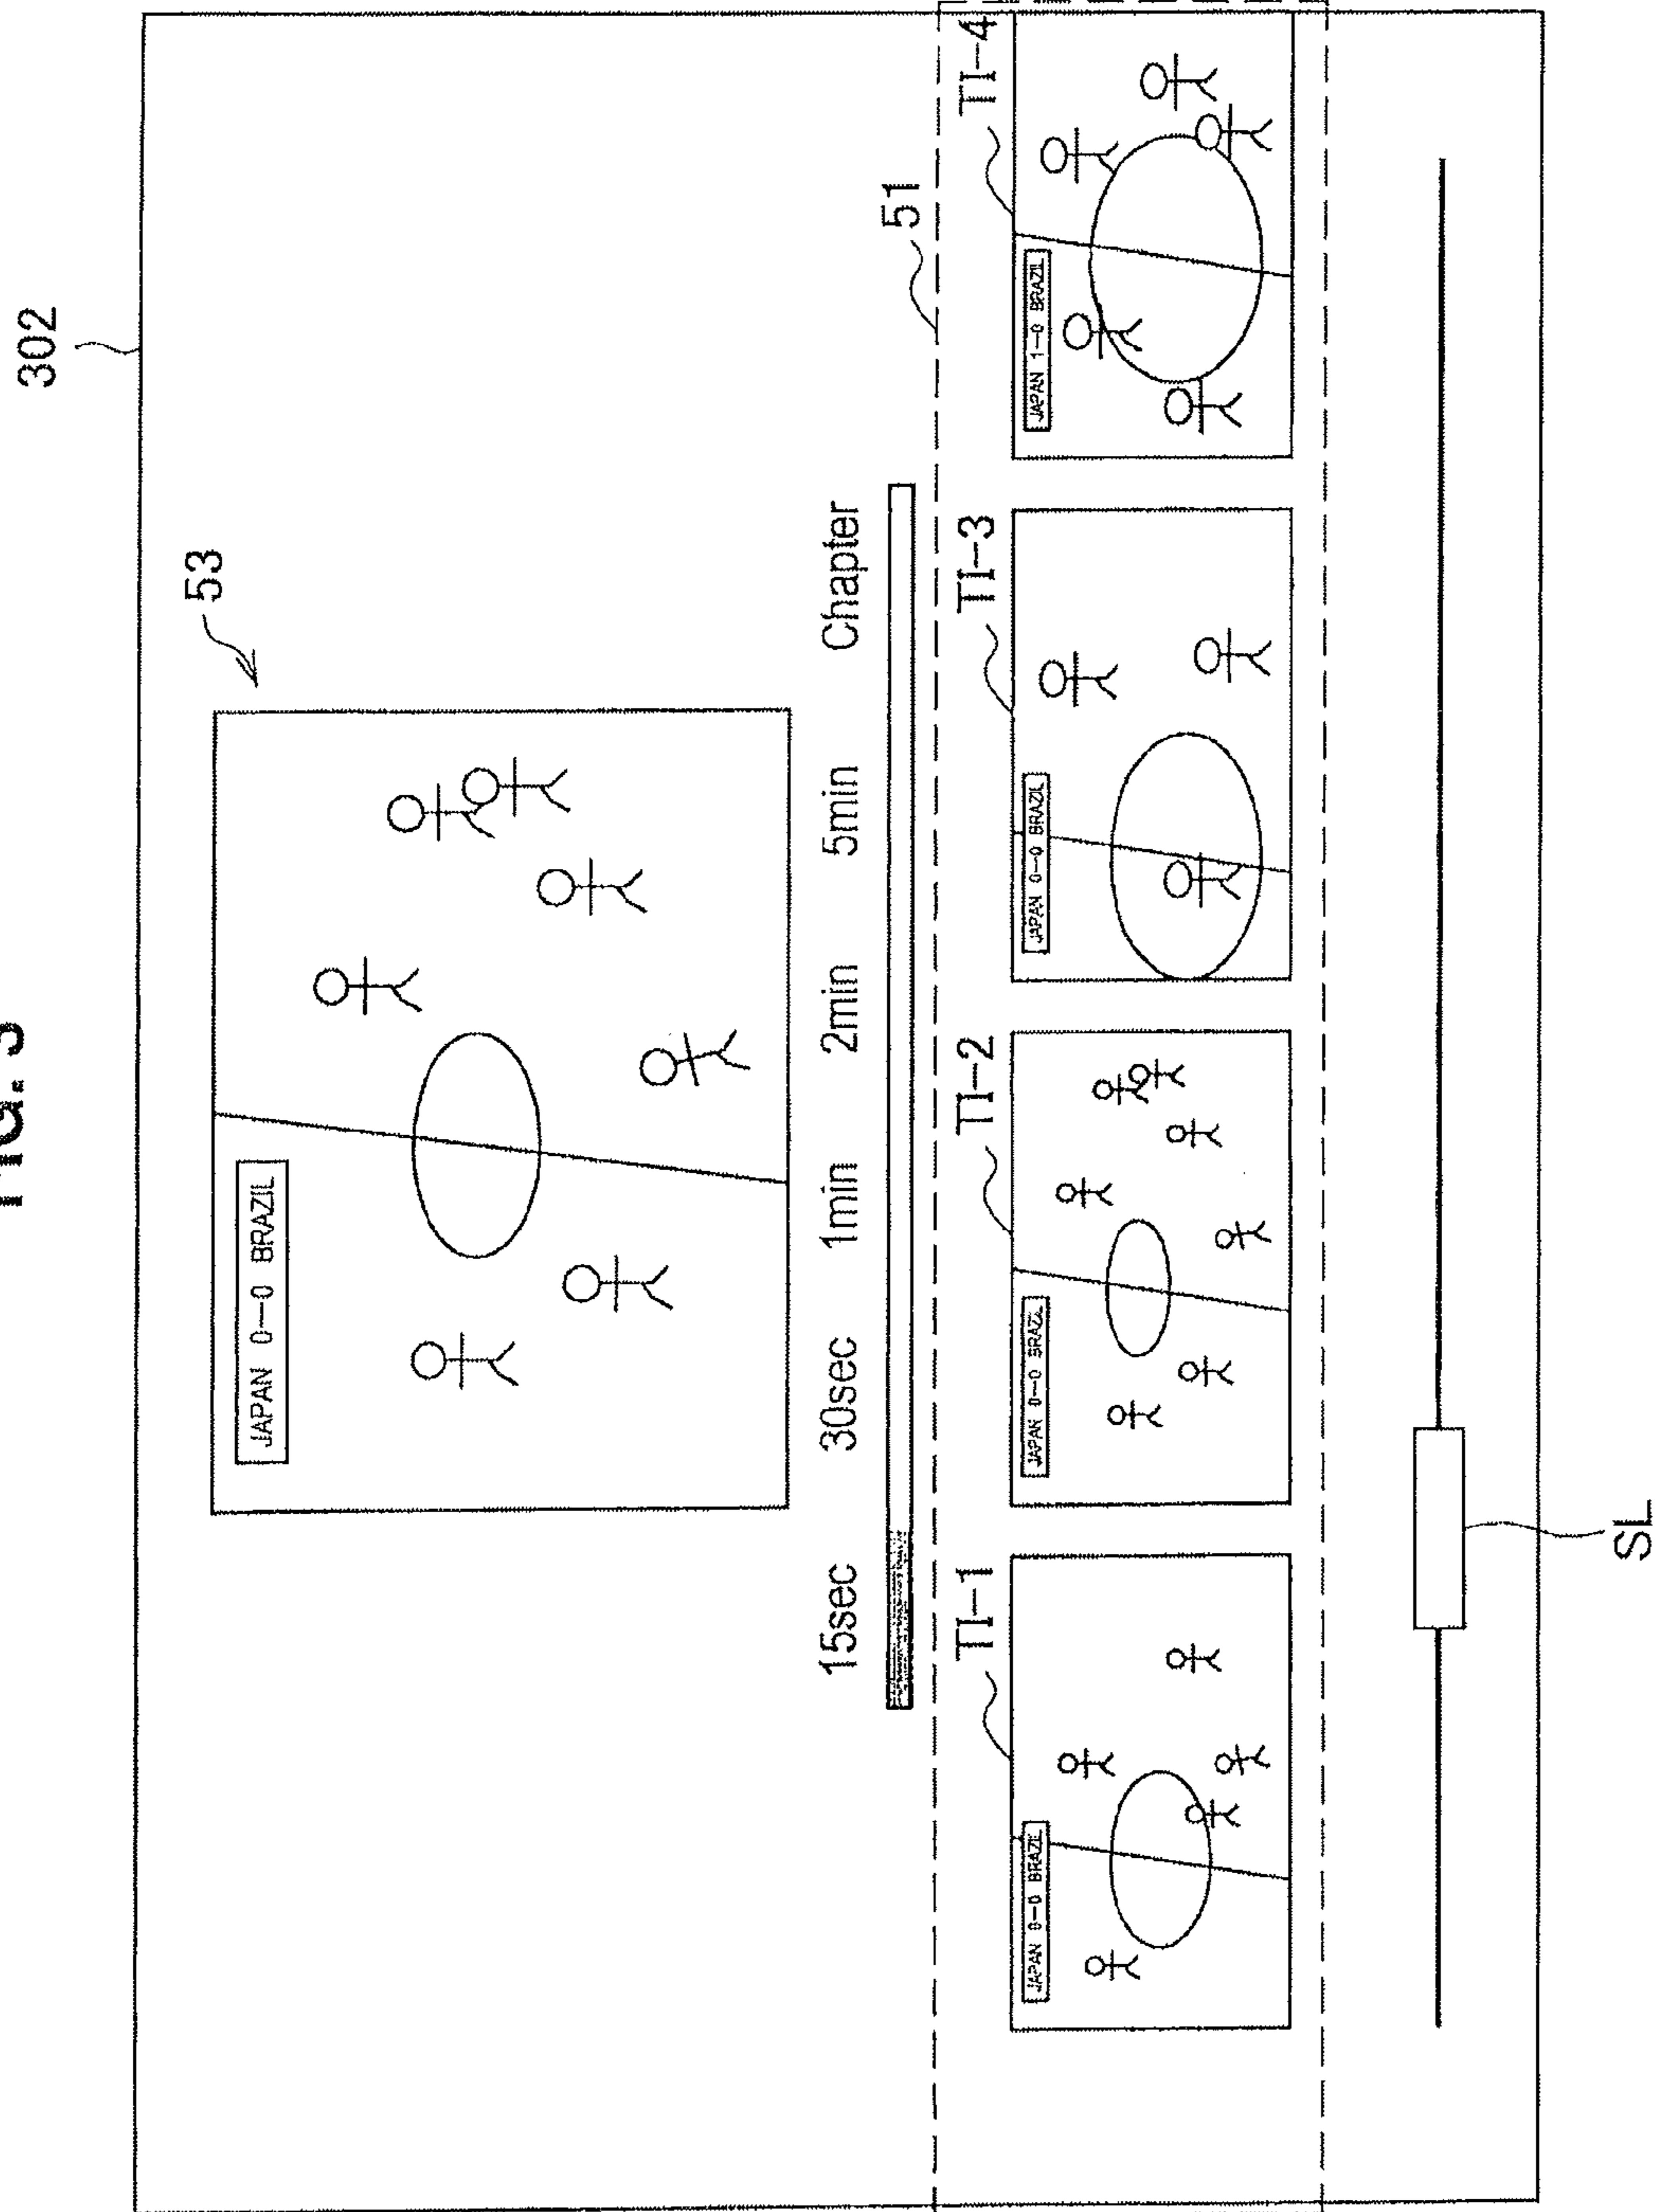 302
53
JAPAN 0-0 BRAZIL
15sec 30sec 1min 2min 5min Chapter
51
TI-1 TI-2 TI-3 TI-4
JAPAN 0-0 BRAZIL
JAPAN 0-0 BRAZIL
JAPAN 0-0 BRAZIL
JAPAN 1-0 BRAZIL
SL